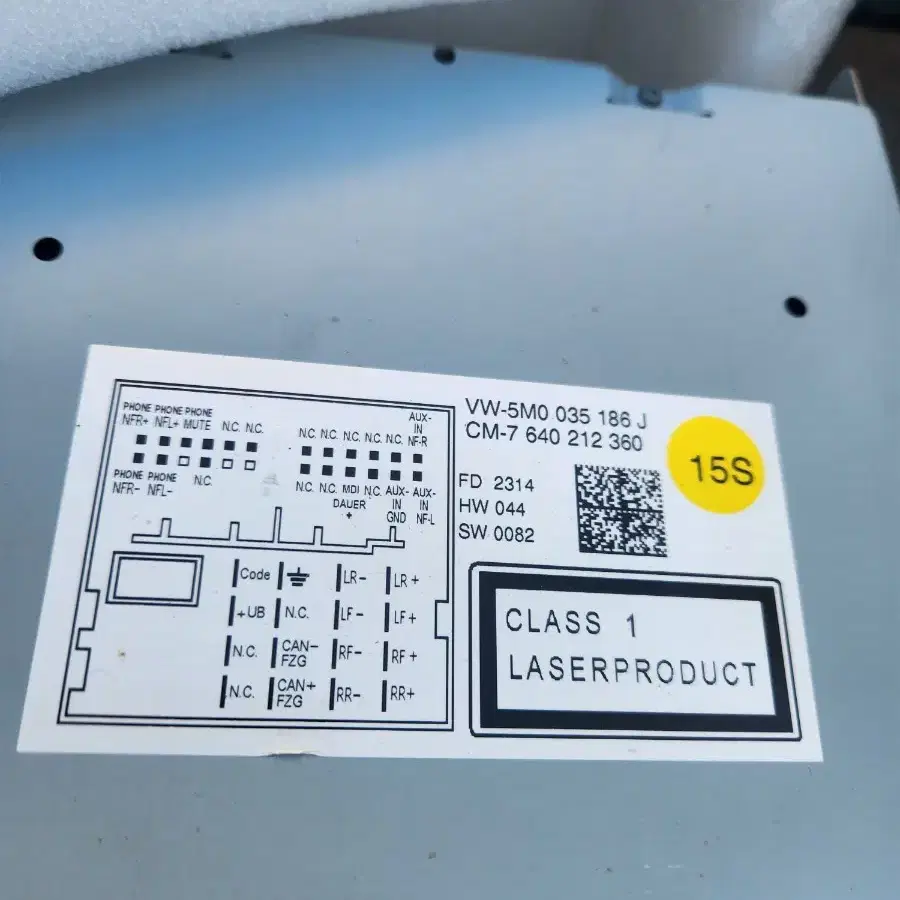 PHONE PHONE PHONE
NFR+ NFL+ MUTE N.C. N.C.
PHONE PHONE N.C.
NFR- NFL-
AUX-
IN
N.C. N.C. N.C. N.C. N.C. NF-R
N.C. N.C. MDI N.C. AUX- AUX-
DAUER IN IN
+ GND NF-L
Code LR- LR+
+UB N.C. LF- LF+
N.C. CAN- RF- RF+
FZG
N.C. CAN+ RR- RR+
FZG
VW-5M0 035 186 J
CM-7 640 212 360
FD 2314
HW 044
SW 0082
15S
CLASS 1
LASERPRODUCT